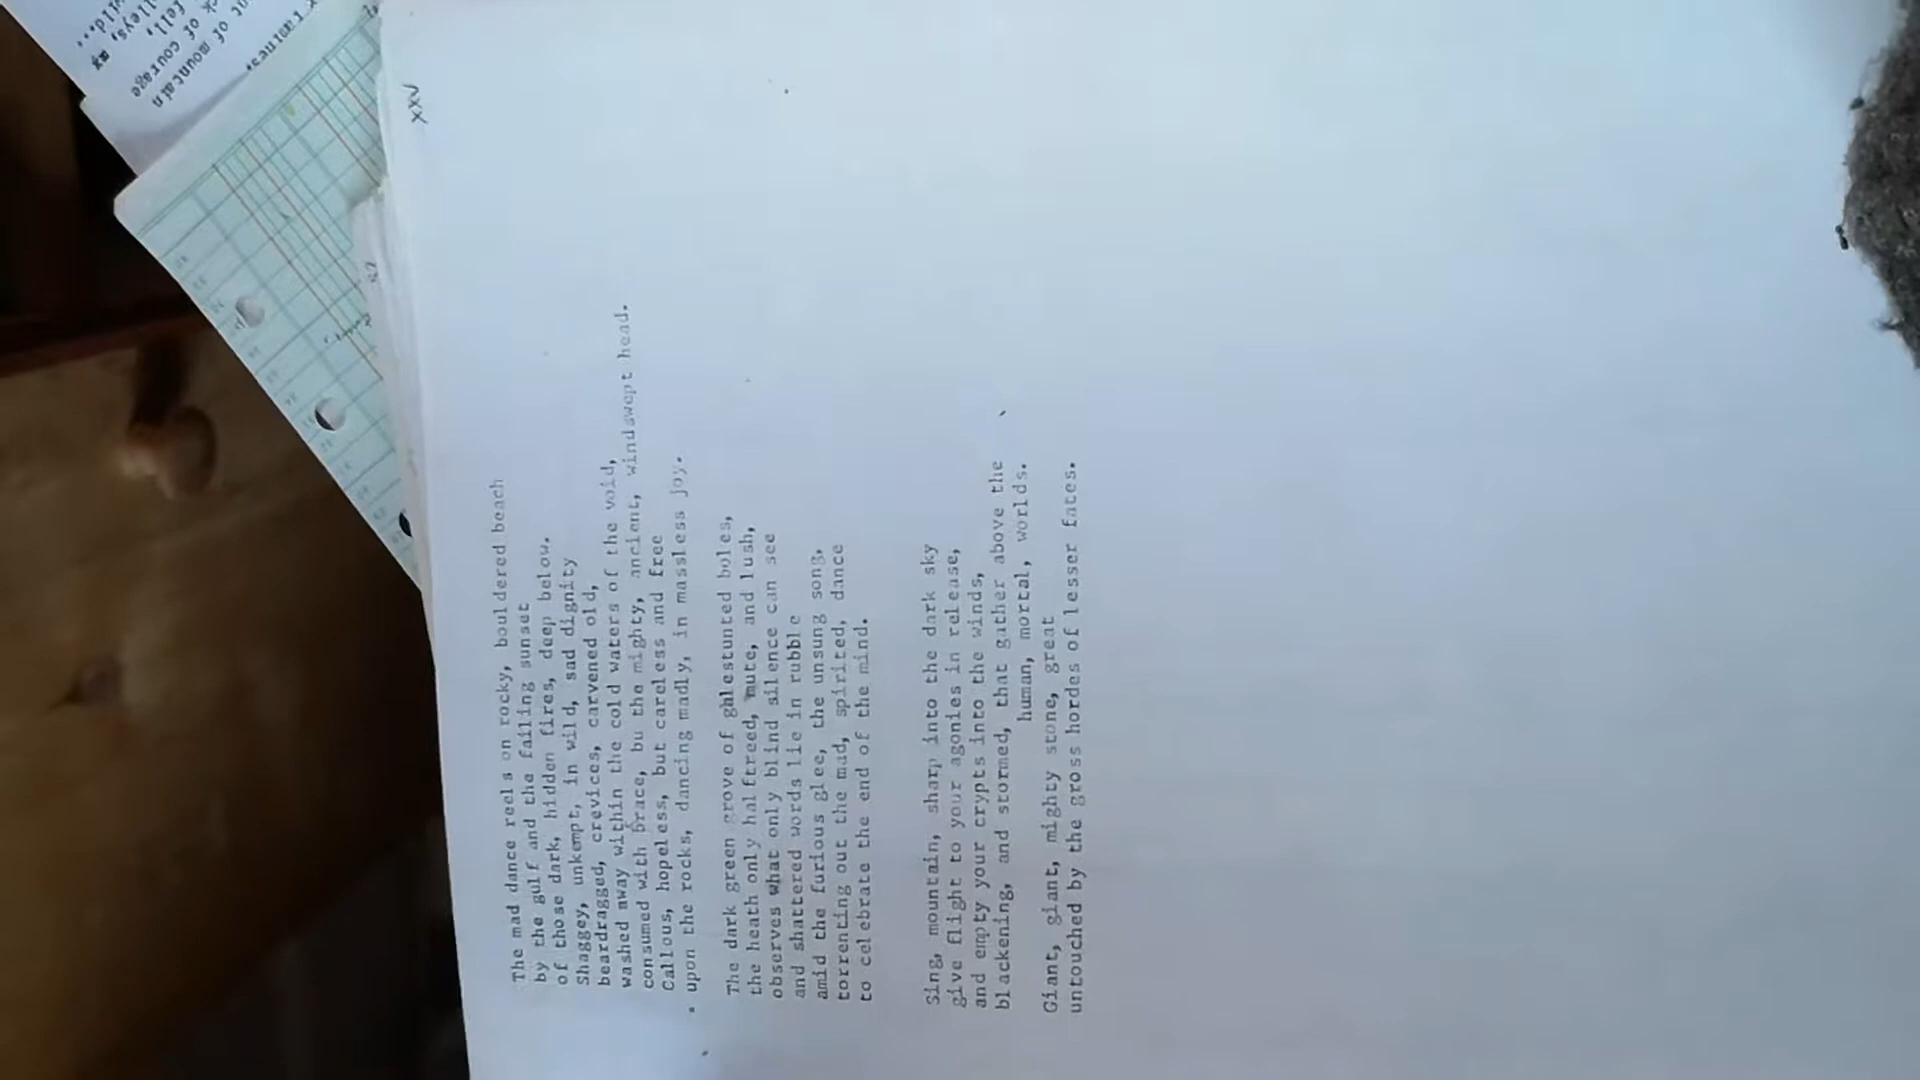 XXV
The mad dance reels on rocky, bouldered beach
by the gulf and the failing sunset
of those dark, hidden fires, deep below.
Shaggey, unkempt, in wild, sad dignity
beardragged, crevices, carvened old,
washed away within the cold waters of the void,
consumed with brace, bu the mighty, ancient, windswept head.
Callous, hopeless, but careless and free
upon the rocks, dancing madly, in massless joy.
The dark green grove of galestunted boles,
the heath only halftreed, mute, and lush,
observes what only blind silence can see
and shattered words lie in rubble
amid the furious glee, the unsung song,
torrenting out the mad, spirited, dance
to celebrate the end of the mind.
Sing, mountain, sharp into the dark sky
give flight to your agonies in release,
and empty your crypts into the winds,
blackening, and stormed, that gather above the
human, mortal, worlds.
Giant, giant, mighty stone, great
untouched by the gross hordes of lesser fates.
of mountain
of courage
fell,